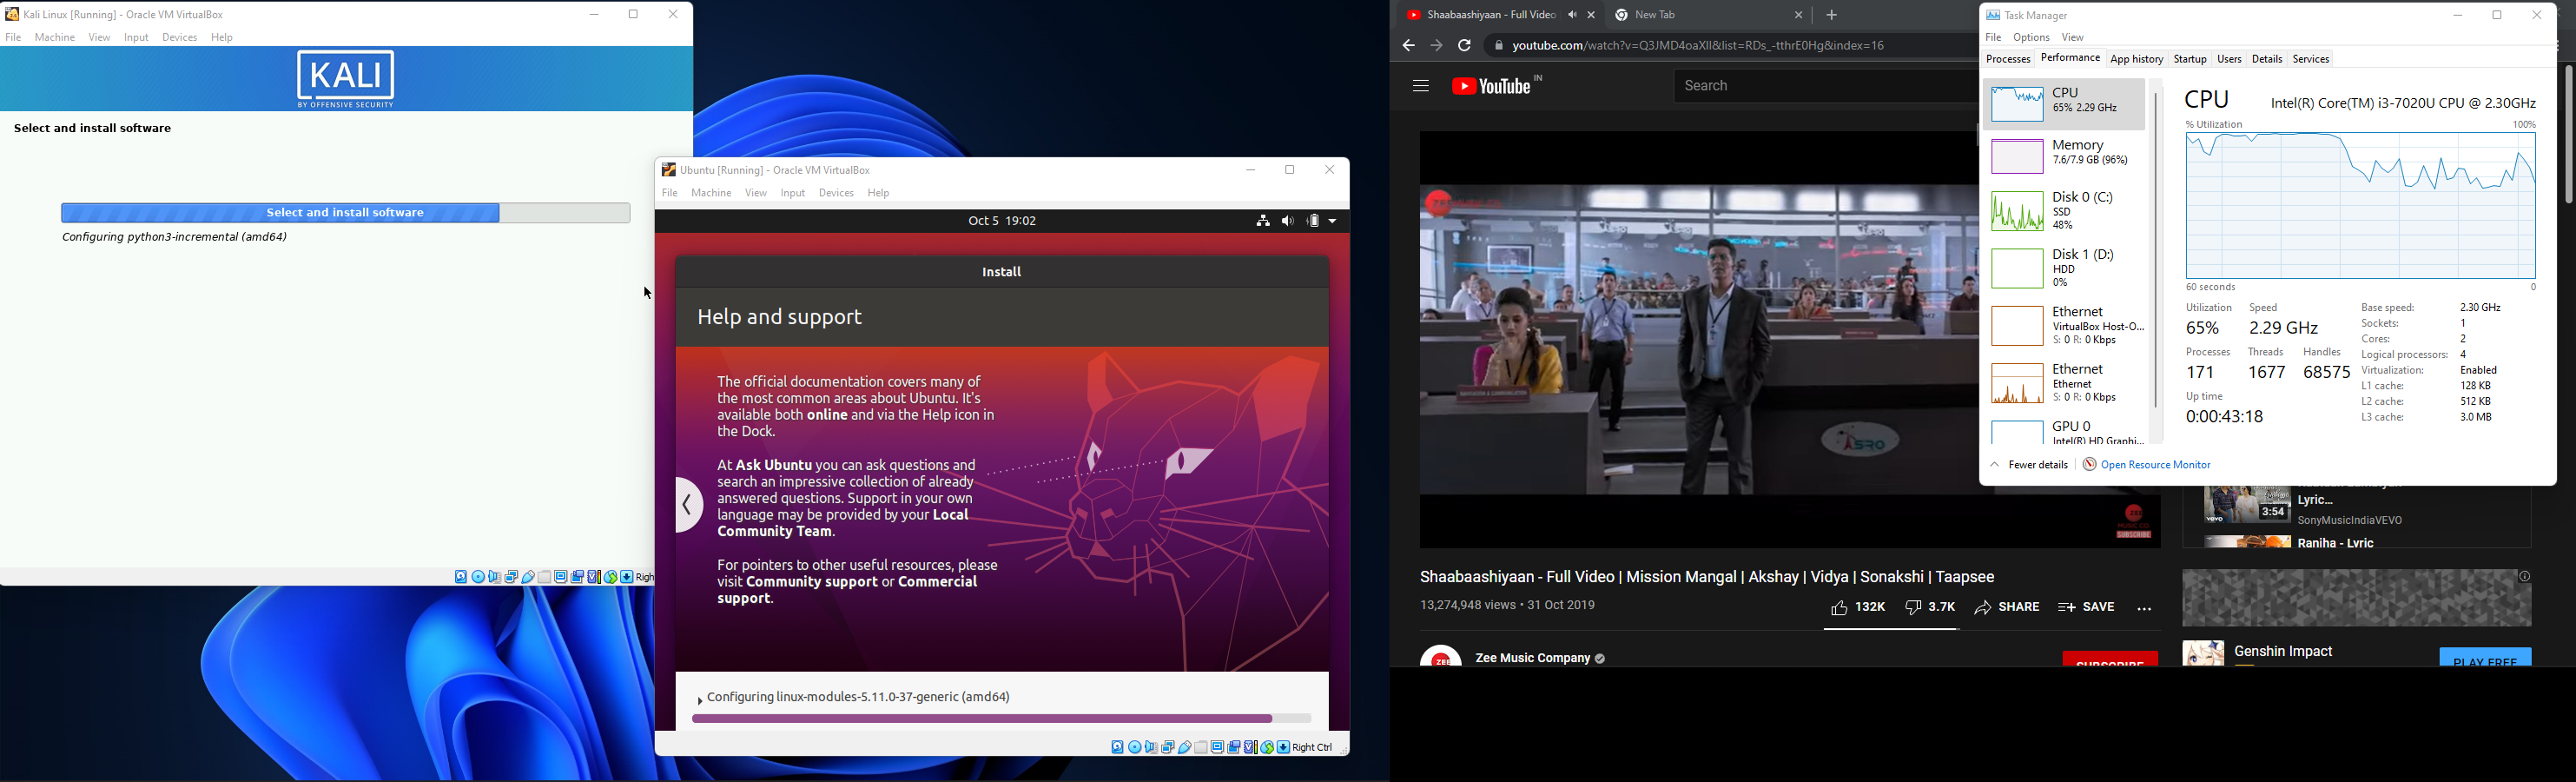 Kali Linux [Running] - Oracle VM VirtualBox
File Machine View Input Devices Help
KALI
BY OFFENSIVE SECURITY
Select and install software
Select and install software
Configuring python3-incremental (amd64)
Righ
Ubuntu [Running] - Oracle VM VirtualBox
File Machine View Input Devices Help
Oct 5 19:02
Install
Help and support
The official documentation covers many of
the most common areas about Ubuntu. It's
available both online and via the Help icon in
the Dock.
At Ask Ubuntu you can ask questions and
search an impressive collection of already
answered questions. Support in your own
language may be provided by your Local
Community Team.
For pointers to other useful resources, please
visit Community support or Commercial
support.
Configuring linux-modules-5.11.0-37-generic (amd64)
Right Ctrl
Shaabaashiyaan - Full Video
New Tab
youtube.com/watch?v=Q3JMD4oaXlI&list=RDs_-tthrE0Hg&index=16
YouTube IN
Search
ASRO
ZEE
MUSIC CO.
SUBSCRIBE
Shaabaashiyaan - Full Video | Mission Mangal | Akshay | Vidya | Sonakshi | Taapsee
13,274,948 views • 31 Oct 2019
132K 3.7K SHARE SAVE ...
ZEE
Zee Music Company
SUBSCRIBE
Task Manager
File Options View
Processes Performance App history Startup Users Details Services
CPU
65% 2.29 GHz
Memory
7.6/7.9 GB (96%)
Disk 0 (C:)
SSD
48%
Disk 1 (D:)
HDD
0%
Ethernet
VirtualBox Host-O...
S: 0 R: 0 Kbps
Ethernet
Ethernet
S: 0 R: 0 Kbps
GPU 0
Intel(R) HD Graphi...
CPU Intel(R) Core(TM) i3-7020U CPU @ 2.30GHz
% Utilization 100%
60 seconds 0
Utilization Speed
65% 2.29 GHz
Processes Threads Handles
171 1677 68575
Up time
0:00:43:18
Base speed: 2.30 GHz
Sockets: 1
Cores: 2
Logical processors: 4
Virtualization: Enabled
L1 cache: 128 KB
L2 cache: 512 KB
L3 cache: 3.0 MB
Fewer details Open Resource Monitor
Lyric...
3:54
vevo
SonyMusicIndiaVEVO
Ranjha - Lyric
Genshin Impact
PLAY FREE